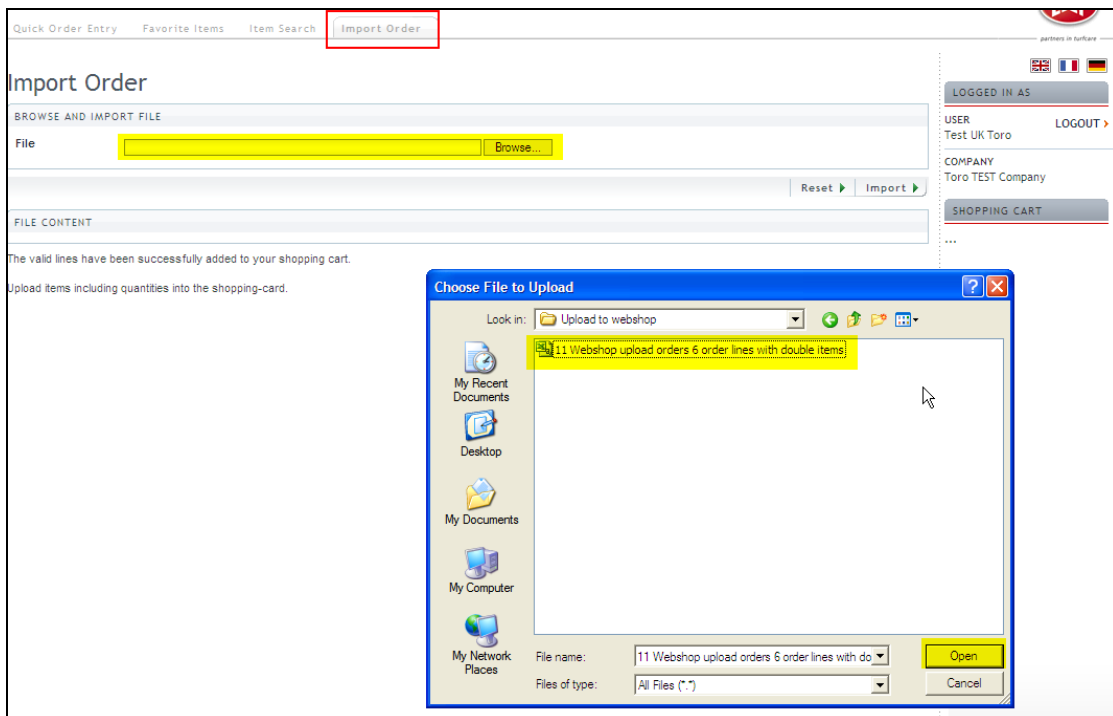 Quick Order Entry Favorite Items Item Search Import Order
partners in turfcare
Import Order
BROWSE AND IMPORT FILE
File Browse...
Reset Import
FILE CONTENT
The valid lines have been successfully added to your shopping cart.
Upload items including quantities into the shopping-card.
LOGGED IN AS
USER LOGOUT
Test UK Toro
COMPANY
Toro TEST Company
SHOPPING CART
...
Choose File to Upload
Look in: Upload to webshop
11 Webshop upload orders 6 order lines with double items
My Recent
Documents
Desktop
My Documents
My Computer
My Network
Places
File name: 11 Webshop upload orders 6 order lines with do Open
Files of type: All Files (*.*) Cancel